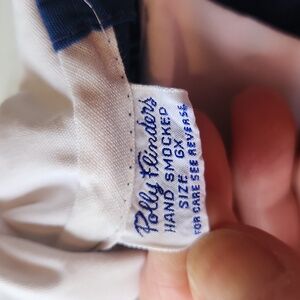 Polly Flinders
HAND SMOCKED
SIZE: 6X
FOR CARE SEE REVERSE